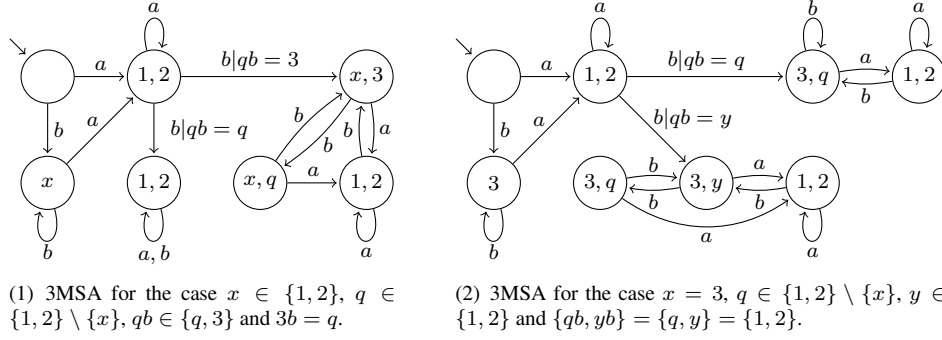 a
a
b|qb = 3
1, 2
x, 3
b
a
b|qb = q
b
b
b
a
x
1, 2
x, q
a
1, 2
b
a, b
a
(1) 3MSA for the case x ∈ {1, 2}, q ∈
{1, 2} \ {x}, qb ∈ {q, 3} and 3b = q.
a
b
a
a
b|qb = q
a
1, 2
3, q
b
1, 2
b
a
b|qb = y
b
a
3
3, q
b
3, y
b
1, 2
b
a
a
(2) 3MSA for the case x = 3, q ∈ {1, 2} \ {x}, y ∈
{1, 2} and {qb, yb} = {q, y} = {1, 2}.